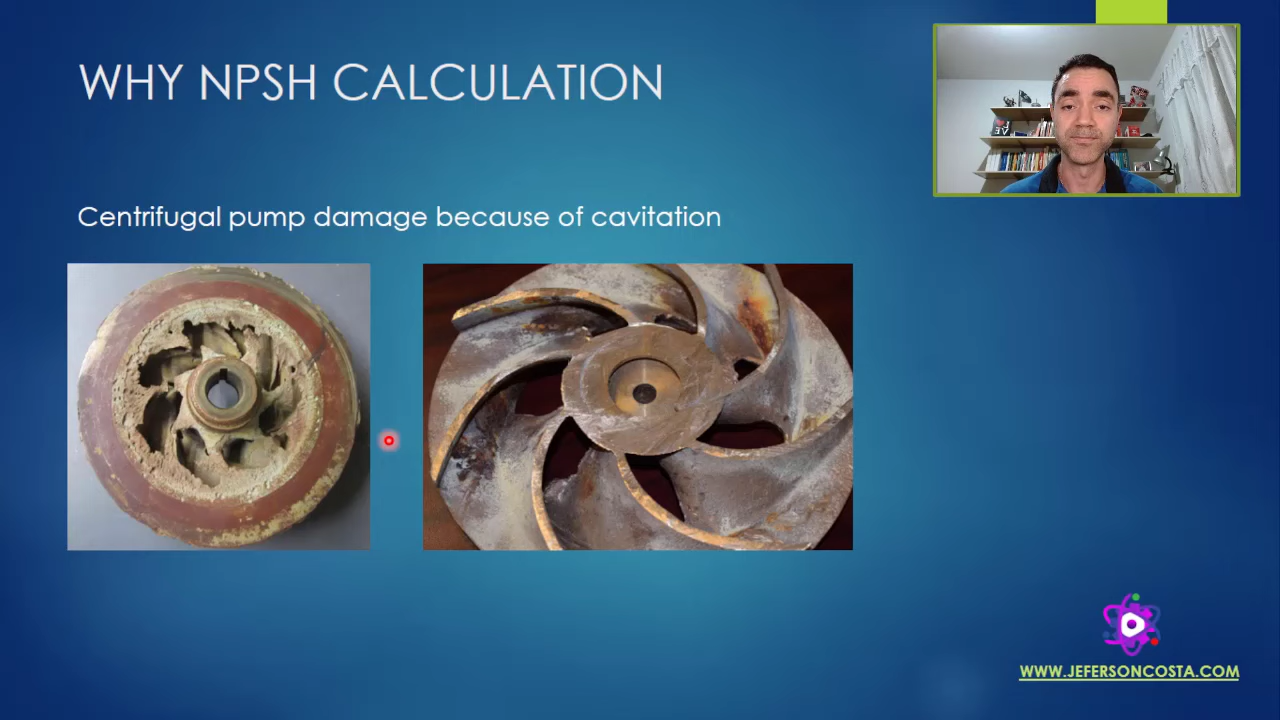 WHY NPSH CALCULATION
Centrifugal pump damage because of cavitation
WWW.JEFERSONCOSTA.COM